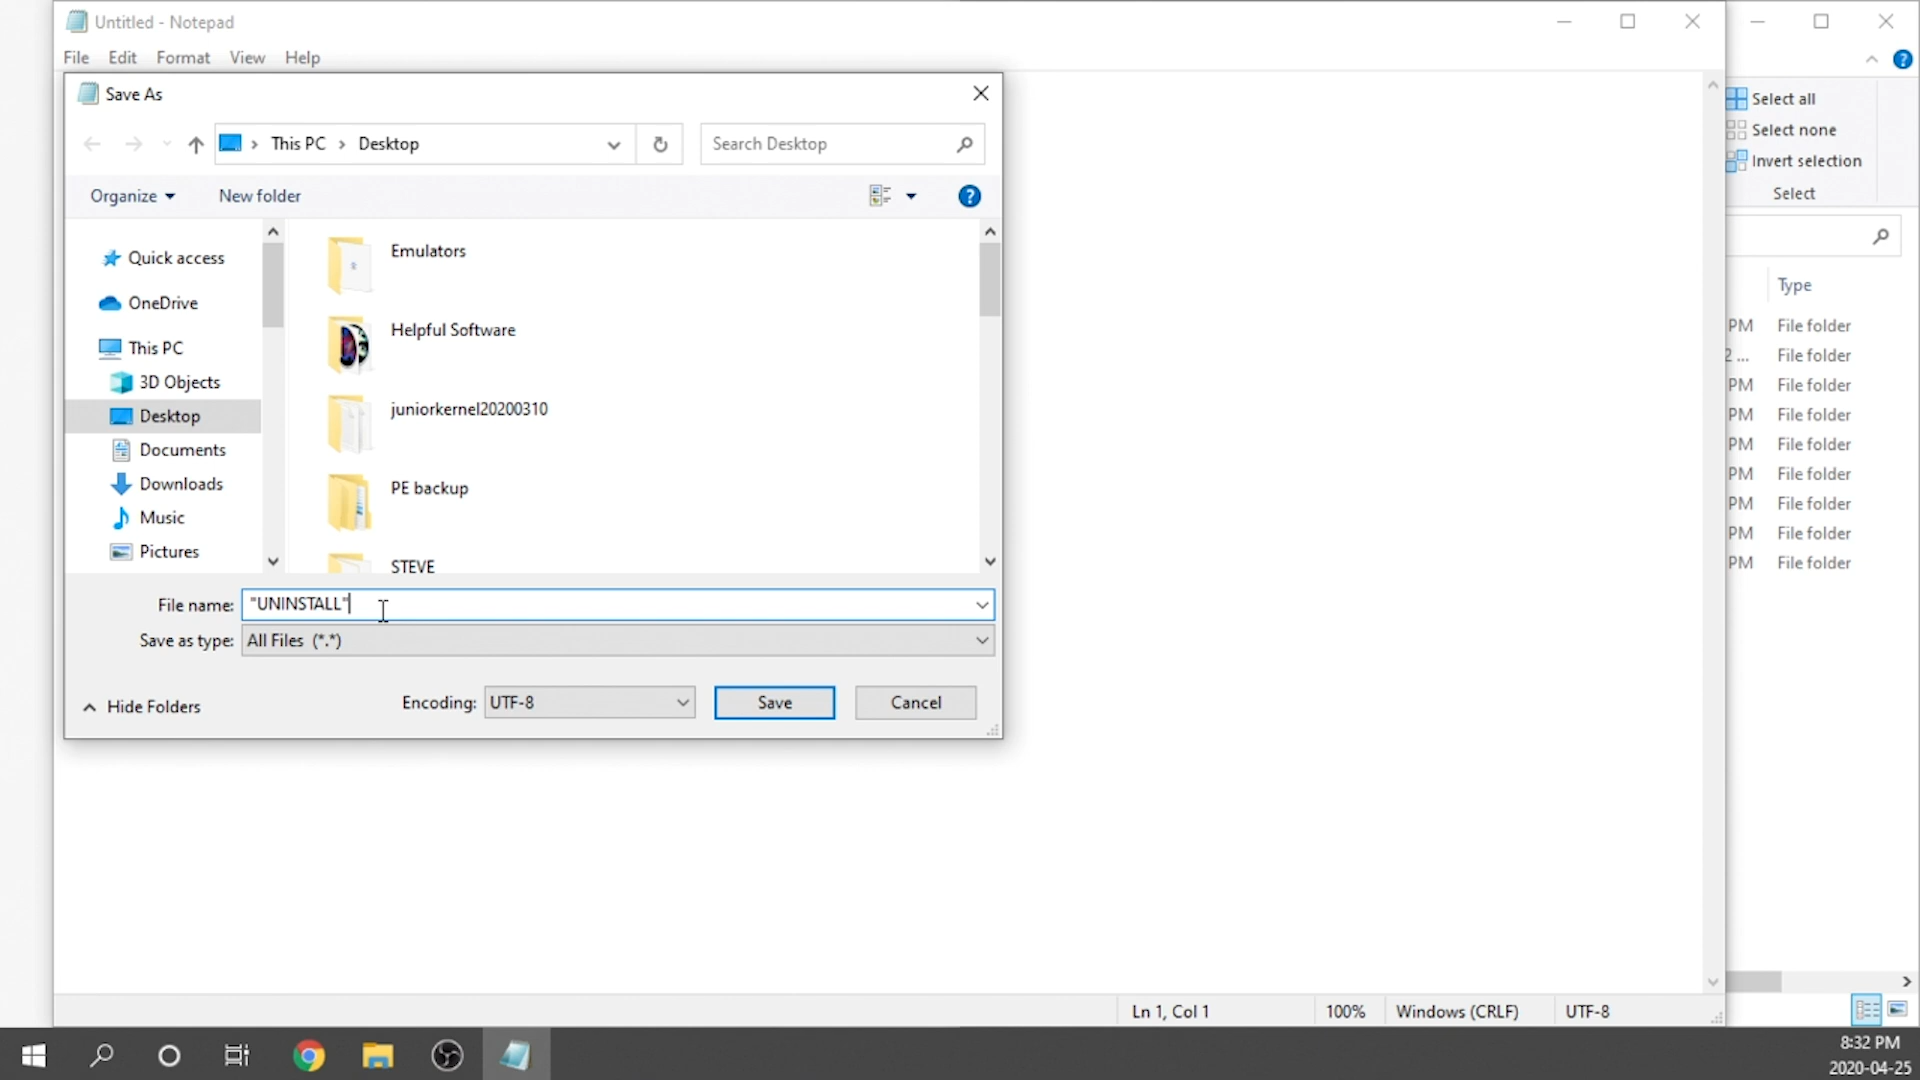 Untitled - Notepad
File Edit Format View Help
Save As
This PC > Desktop
Search Desktop
Organize
New folder
Quick access
OneDrive
This PC
3D Objects
Desktop
Documents
Downloads
Music
Pictures
Emulators
Helpful Software
juniorkernel20200310
PE backup
STEVE
File name: "UNINSTALL"
Save as type: All Files (*.*)
Hide Folders
Encoding: UTF-8
Save
Cancel
Select all
Select none
Invert selection
Select
Type
PM File folder
2 ... File folder
PM File folder
PM File folder
PM File folder
PM File folder
PM File folder
PM File folder
PM File folder
Ln 1, Col 1 100% Windows (CRLF) UTF-8
8:32 PM
2020-04-25